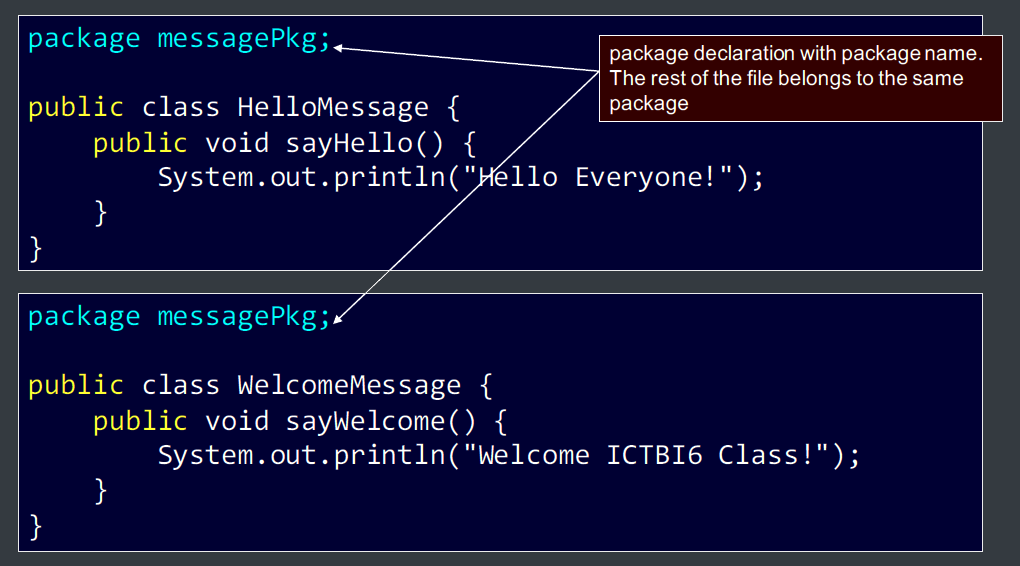 package messagePkg;
package declaration with package name.
The rest of the file belongs to the same
package
public class HelloMessage {
    public void sayHello() {
        System.out.println("Hello Everyone!");
    }
}
package messagePkg;
public class WelcomeMessage {
    public void sayWelcome() {
        System.out.println("Welcome ICTBI6 Class!");
    }
}